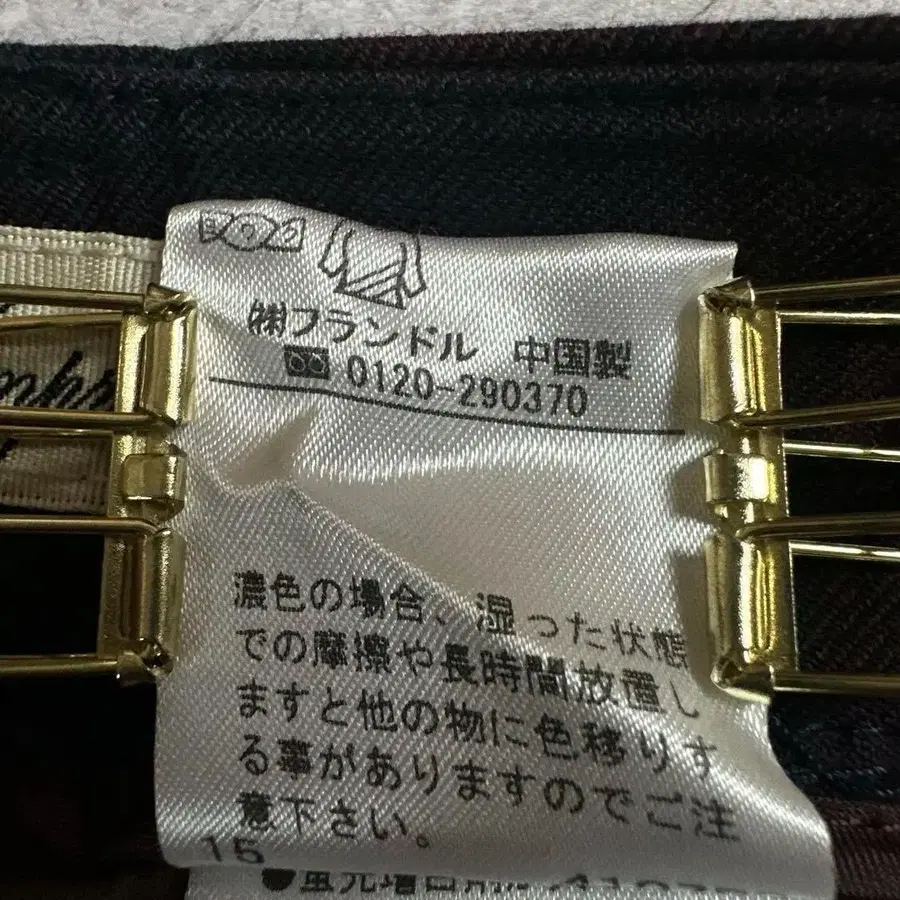 ㈱フランドル 中国製
0120-290370
濃色の場合、湿った状態
での摩擦や長時間放置し
ますと他の物に色移りす
る事がありますのでご注
意下さい。
15